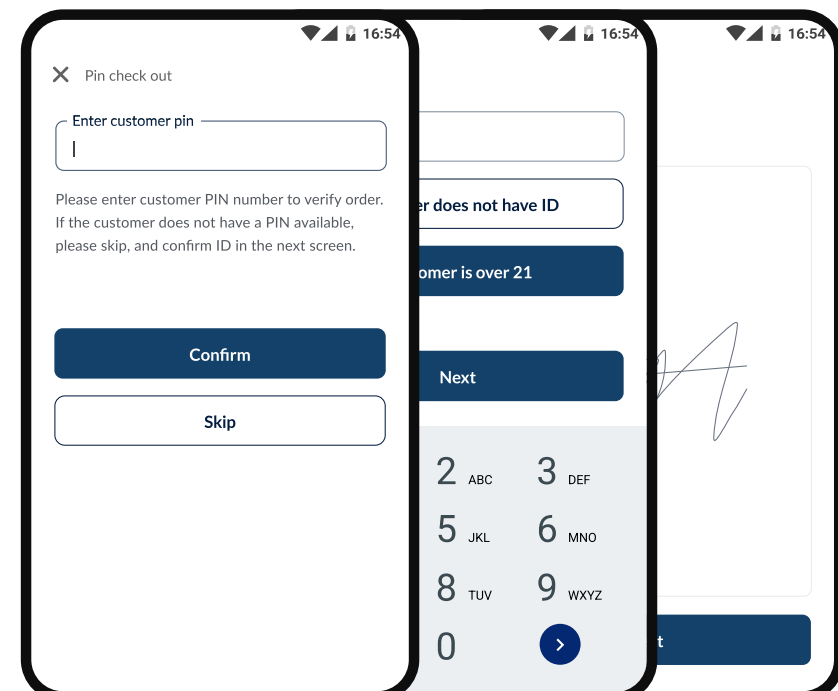 16:54
Pin check out
Enter customer pin
Please enter customer PIN number to verify order.
If the customer does not have a PIN available,
please skip, and confirm ID in the next screen.
Confirm
Skip
16:54
er does not have ID
omer is over 21
Next
2 ABC 3 DEF
5 JKL 6 MNO
8 TUV 9 WXYZ
0
16:54
t